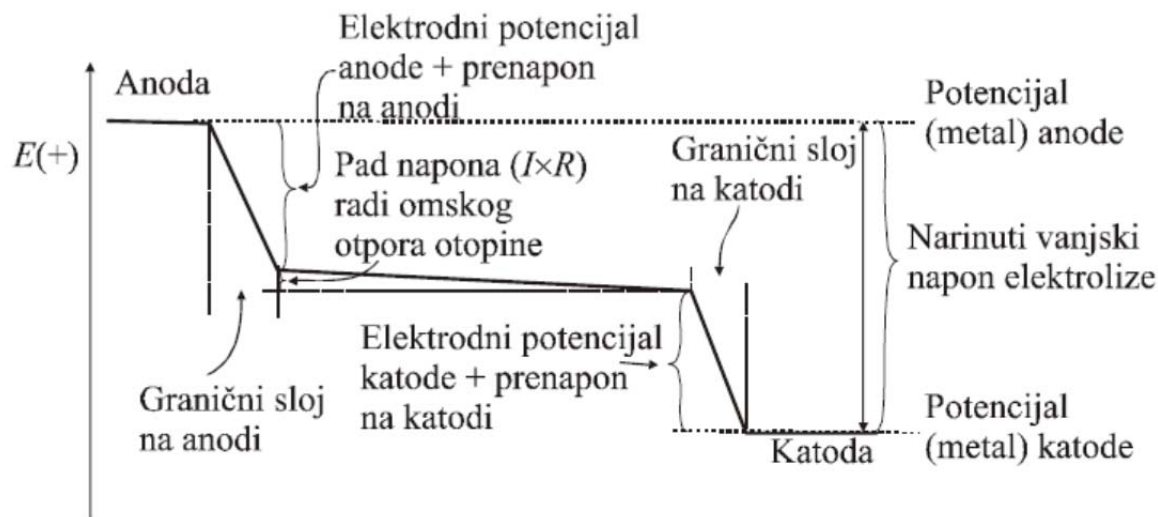 Elektrodni potencijal
anode + prenapon
na anodi
Anoda
E(+)
Pad napona (I×R)
radi omskog
otpora otopine
Granični sloj
na katodi
Potencijal
(metal) anode
Narinuti vanjski
napon elektrolize
Granični sloj
na anodi
Elektrodni potencijal
katode + prenapon
na katodi
Katoda
Potencijal
(metal) katode